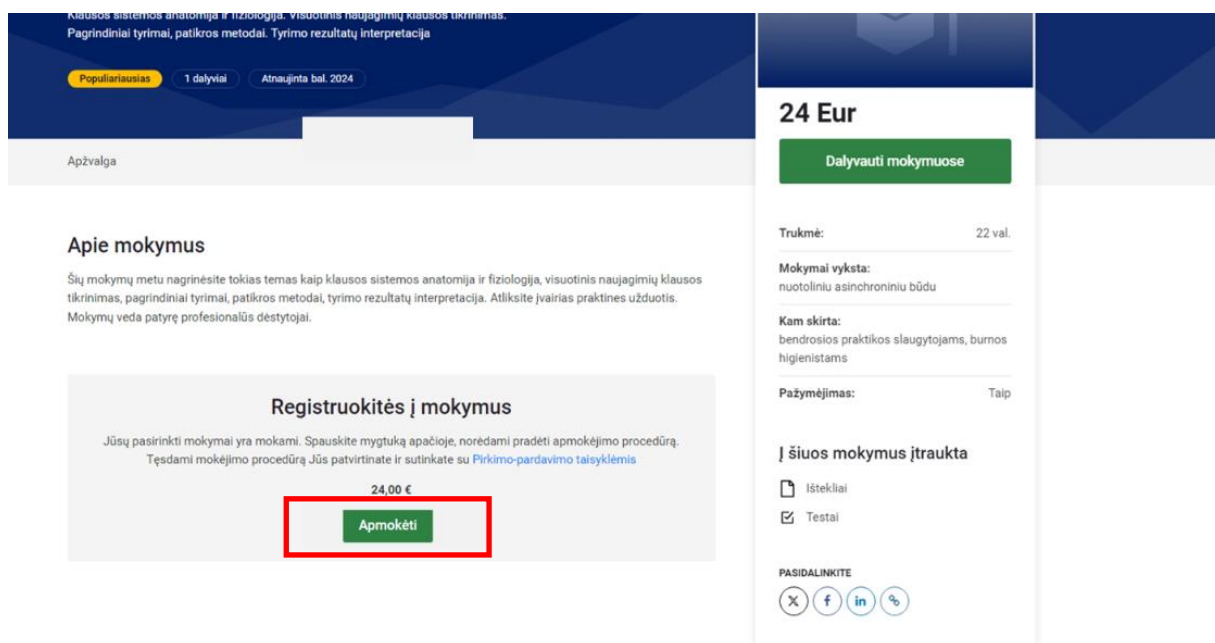 Klausos sistemos anatomija ir fiziologija. Visuotinis naujagimių klausos tikrinimas.
Pagrindiniai tyrimai, patikros metodai. Tyrimo rezultatų interpretacija
Populiariausias
1 dalyviai
Atnaujinta bal. 2024
Apžvalga
Apie mokymus
Šių mokymų metu nagrinėsite tokias temas kaip klausos sistemos anatomija ir fiziologija, visuotinis naujagimių klausos
tikrinimas, pagrindiniai tyrimai, patikros metodai, tyrimo rezultatų interpretacija. Atliksite įvairias praktines užduotis.
Mokymų veda patyrę profesionalūs dėstytojai.
Registruokitės į mokymus
Jūsų pasirinkti mokymai yra mokami. Spauskite mygtuką apačioje, norėdami pradėti apmokėjimo procedūrą.
Tęsdami mokėjimo procedūrą Jūs patvirtinate ir sutinkate su Pirkimo-pardavimo taisyklėmis
24,00 €
Apmokėti
24 Eur
Dalyvauti mokymuose
Trukmė: 22 val.
Mokymai vyksta:
nuotoliniu asinchroniniu būdu
Kam skirta:
bendrosios praktikos slaugytojams, burnos
higienistams
Pažymėjimas: Taip
Į šiuos mokymus įtraukta
Ištekliai
Testai
PASIDALINKITE